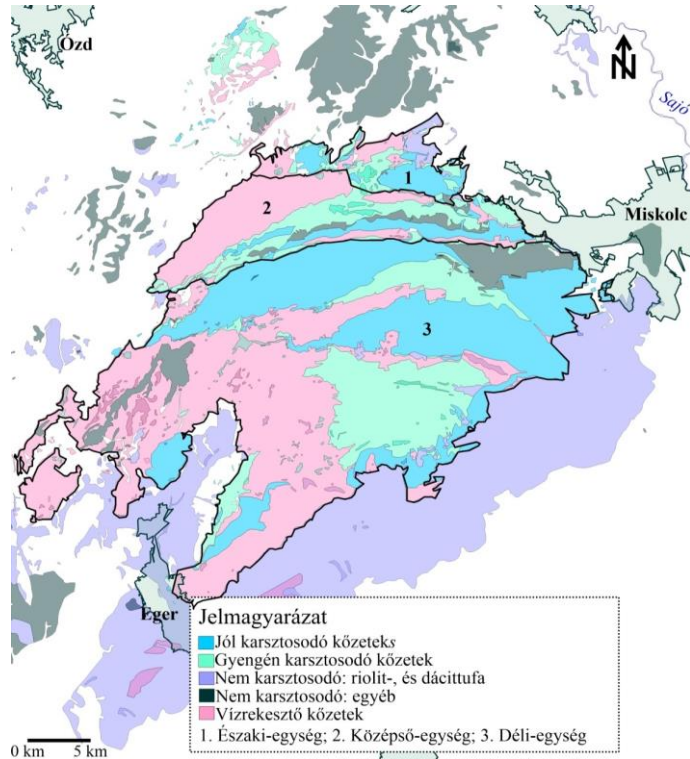 Ózd
N
Sajó
1
2
Miskolc
3
Eger
Jelmagyarázat
Jól karsztosodó kőzeteks
Gyengén karsztosodó kőzetek
Nem karsztosodó: riolit-, és dácittufa
Nem karsztosodó: egyéb
Vízrekesztő kőzetek
1. Északi-egység; 2. Középső-egység; 3. Déli-egység
0 km 5 km